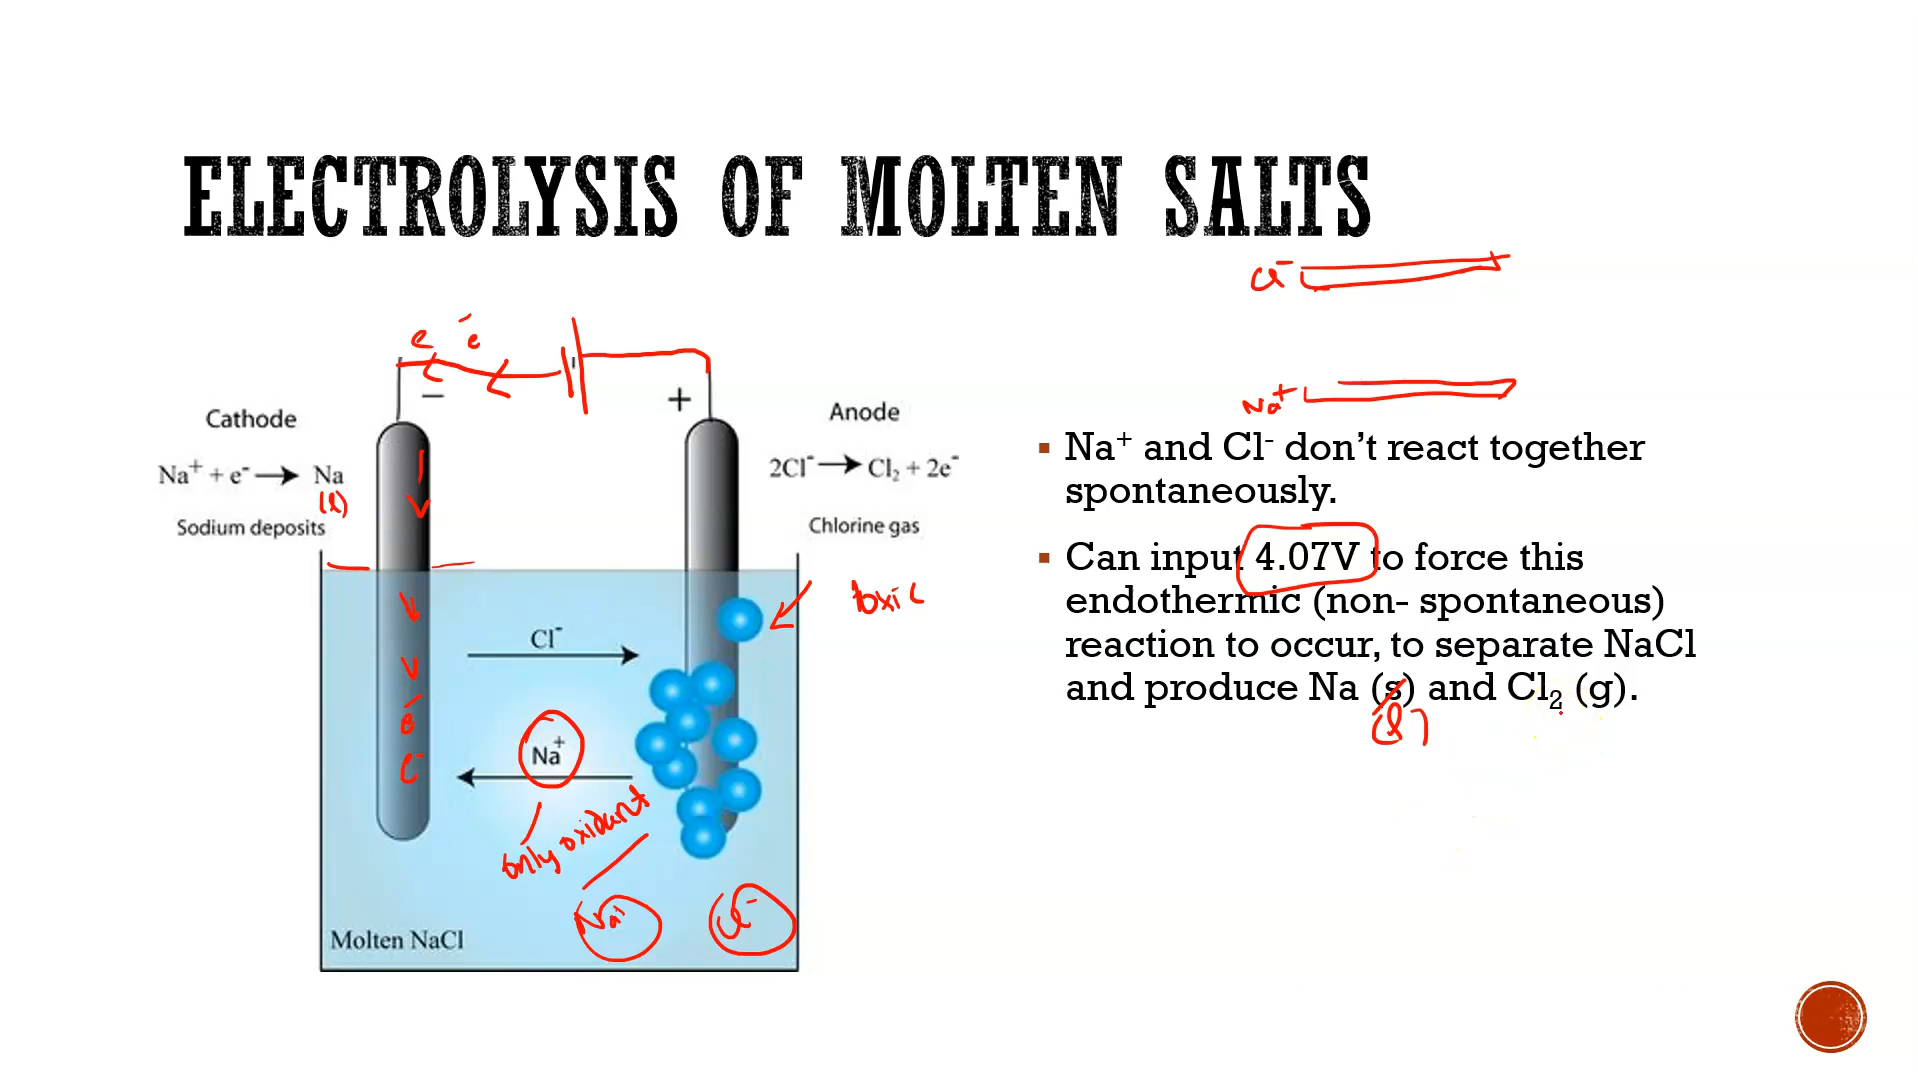 ELECTROLYSIS OF MOLTEN SALTS
Cl⁻
Na⁺
e⁻ e
− +
Cathode
Na⁺ + e⁻ → Na
(l)
Sodium deposits
Anode
2Cl⁻ → Cl₂ + 2e⁻
Chlorine gas
toxic
Cl⁻
Na⁺
only oxidant
Na⁺ Cl⁻
e⁻
Molten NaCl
▪ Na⁺ and Cl⁻ don’t react together
spontaneously.
▪ Can input 4.07V to force this
endothermic (non- spontaneous)
reaction to occur, to separate NaCl
and produce Na (s) and Cl₂ (g).
(l)